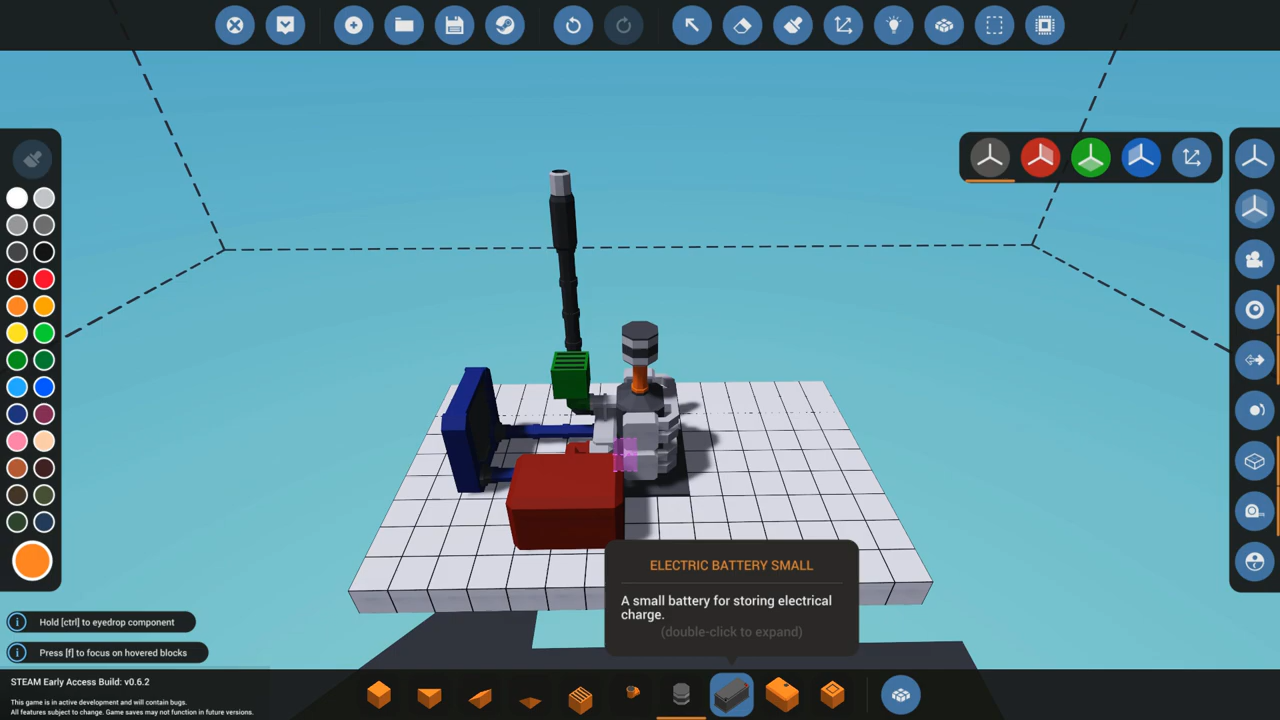 ELECTRIC BATTERY SMALL
A small battery for storing electrical
charge.
(double-click to expand)
Hold [ctrl] to eyedrop component
Press [f] to focus on hovered blocks
STEAM Early Access Build: v0.6.2
This game is in active development and will contain bugs.
All features subject to change. Game saves may not function in future versions.